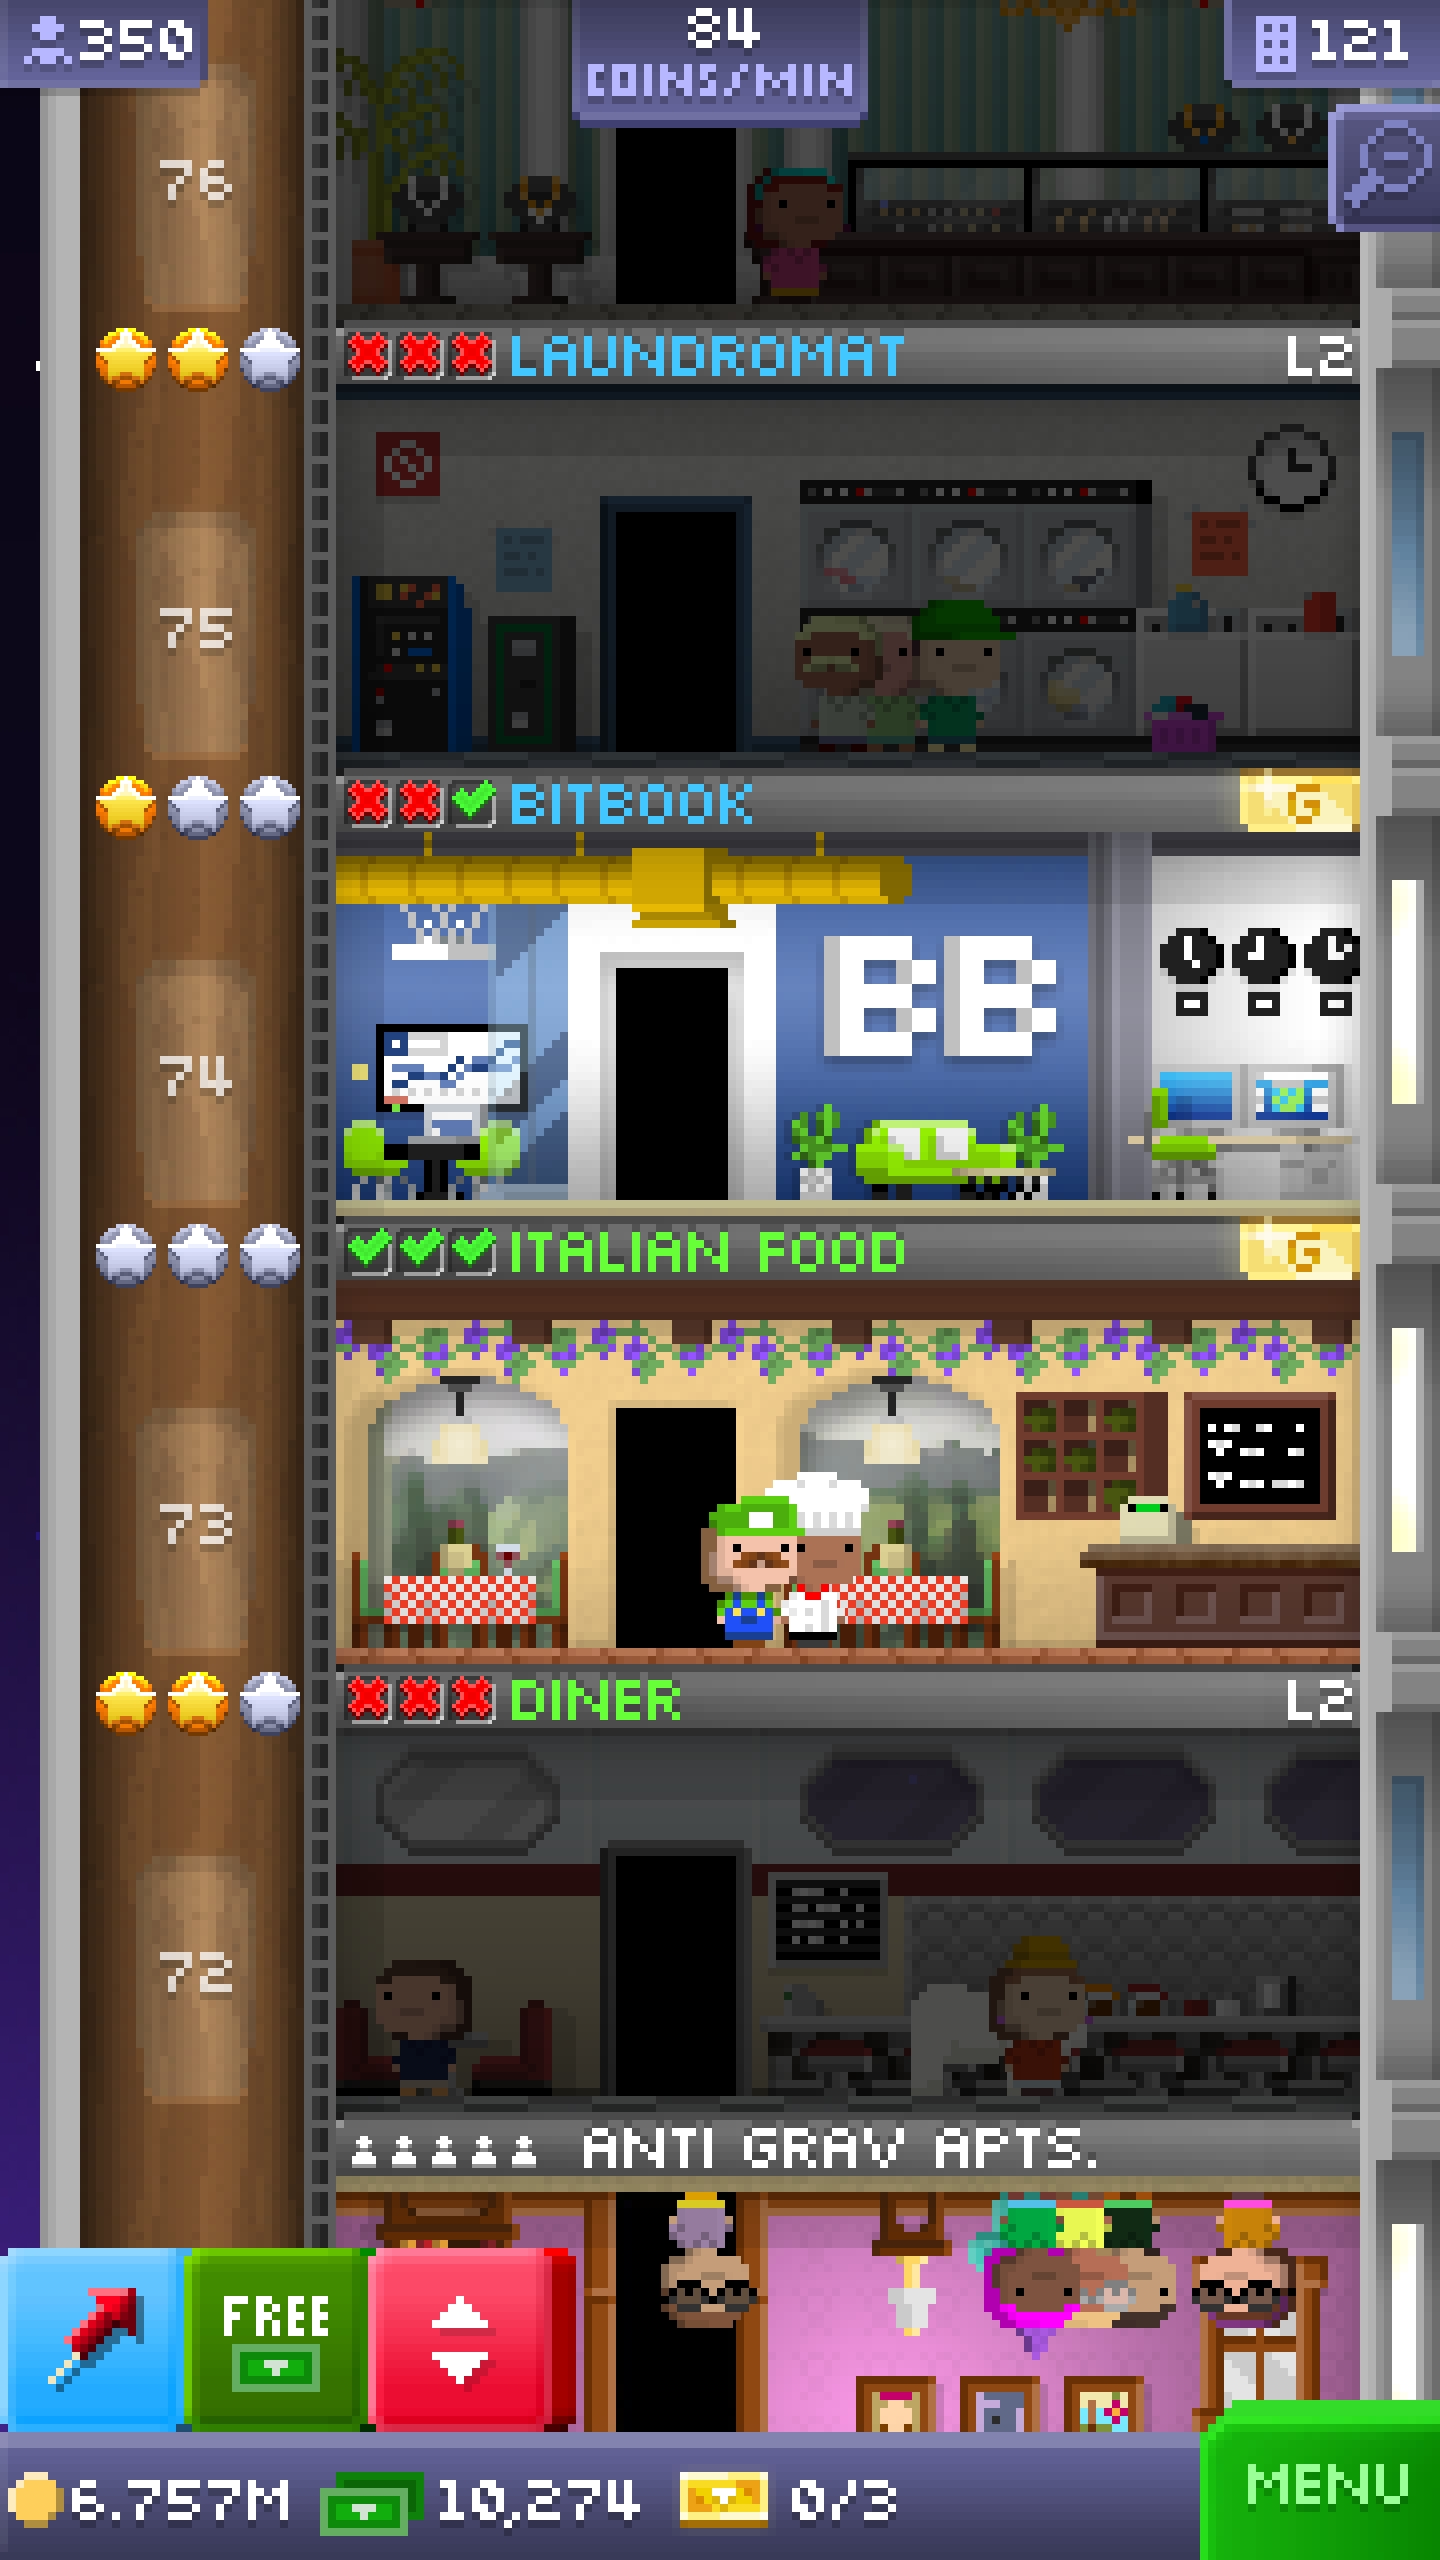 350
84
COINS/MIN
121
76
LAUNDROMAT L2
75
BITBOOK G
BB
74
ITALIAN FOOD G
73
DINER L2
72
ANTI GRAV APTS.
FREE
6.757M 10,274 0/3
MENU